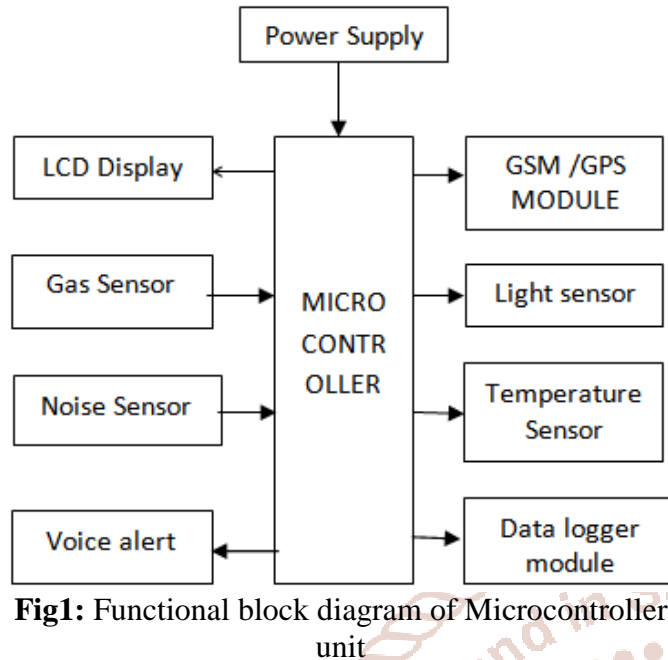 Power Supply
LCD Display
GSM /GPS
MODULE
Gas Sensor
Light sensor
MICRO
CONTR
OLLER
Noise Sensor
Temperature
Sensor
Voice alert
Data logger
module
Fig1: Functional block diagram of Microcontroller
unit